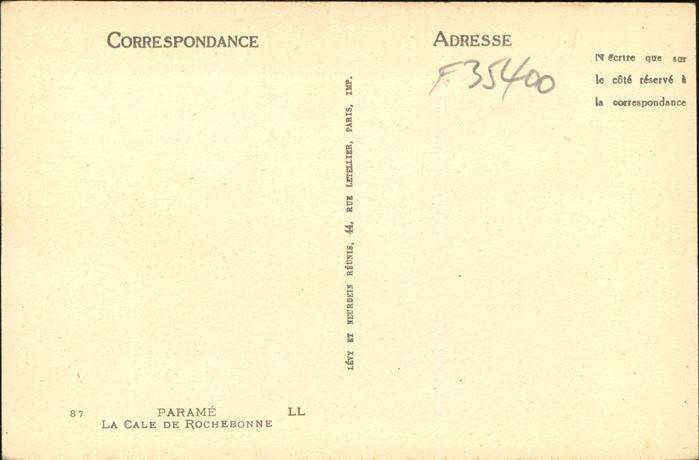 CORRESPONDANCE
ADRESSE
F35400
N'écrire que sur
le côté réservé à
la correspondance
LÉVY ET NEURDEIN RÉUNIS, 44, RUE LETELLIER, PARIS, IMP.
87 PARAMÉ LL
LA CALE DE ROCHEBONNE